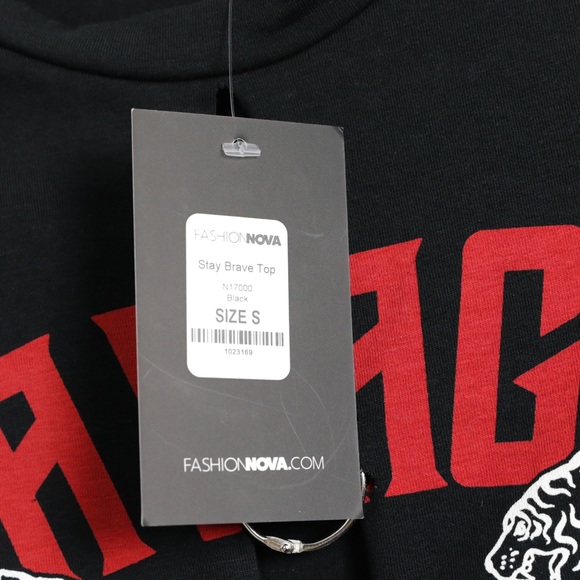 FASHIONNOVA
Stay Brave Top
N17000
Black
SIZE S
1023169
FASHIONNOVA.COM